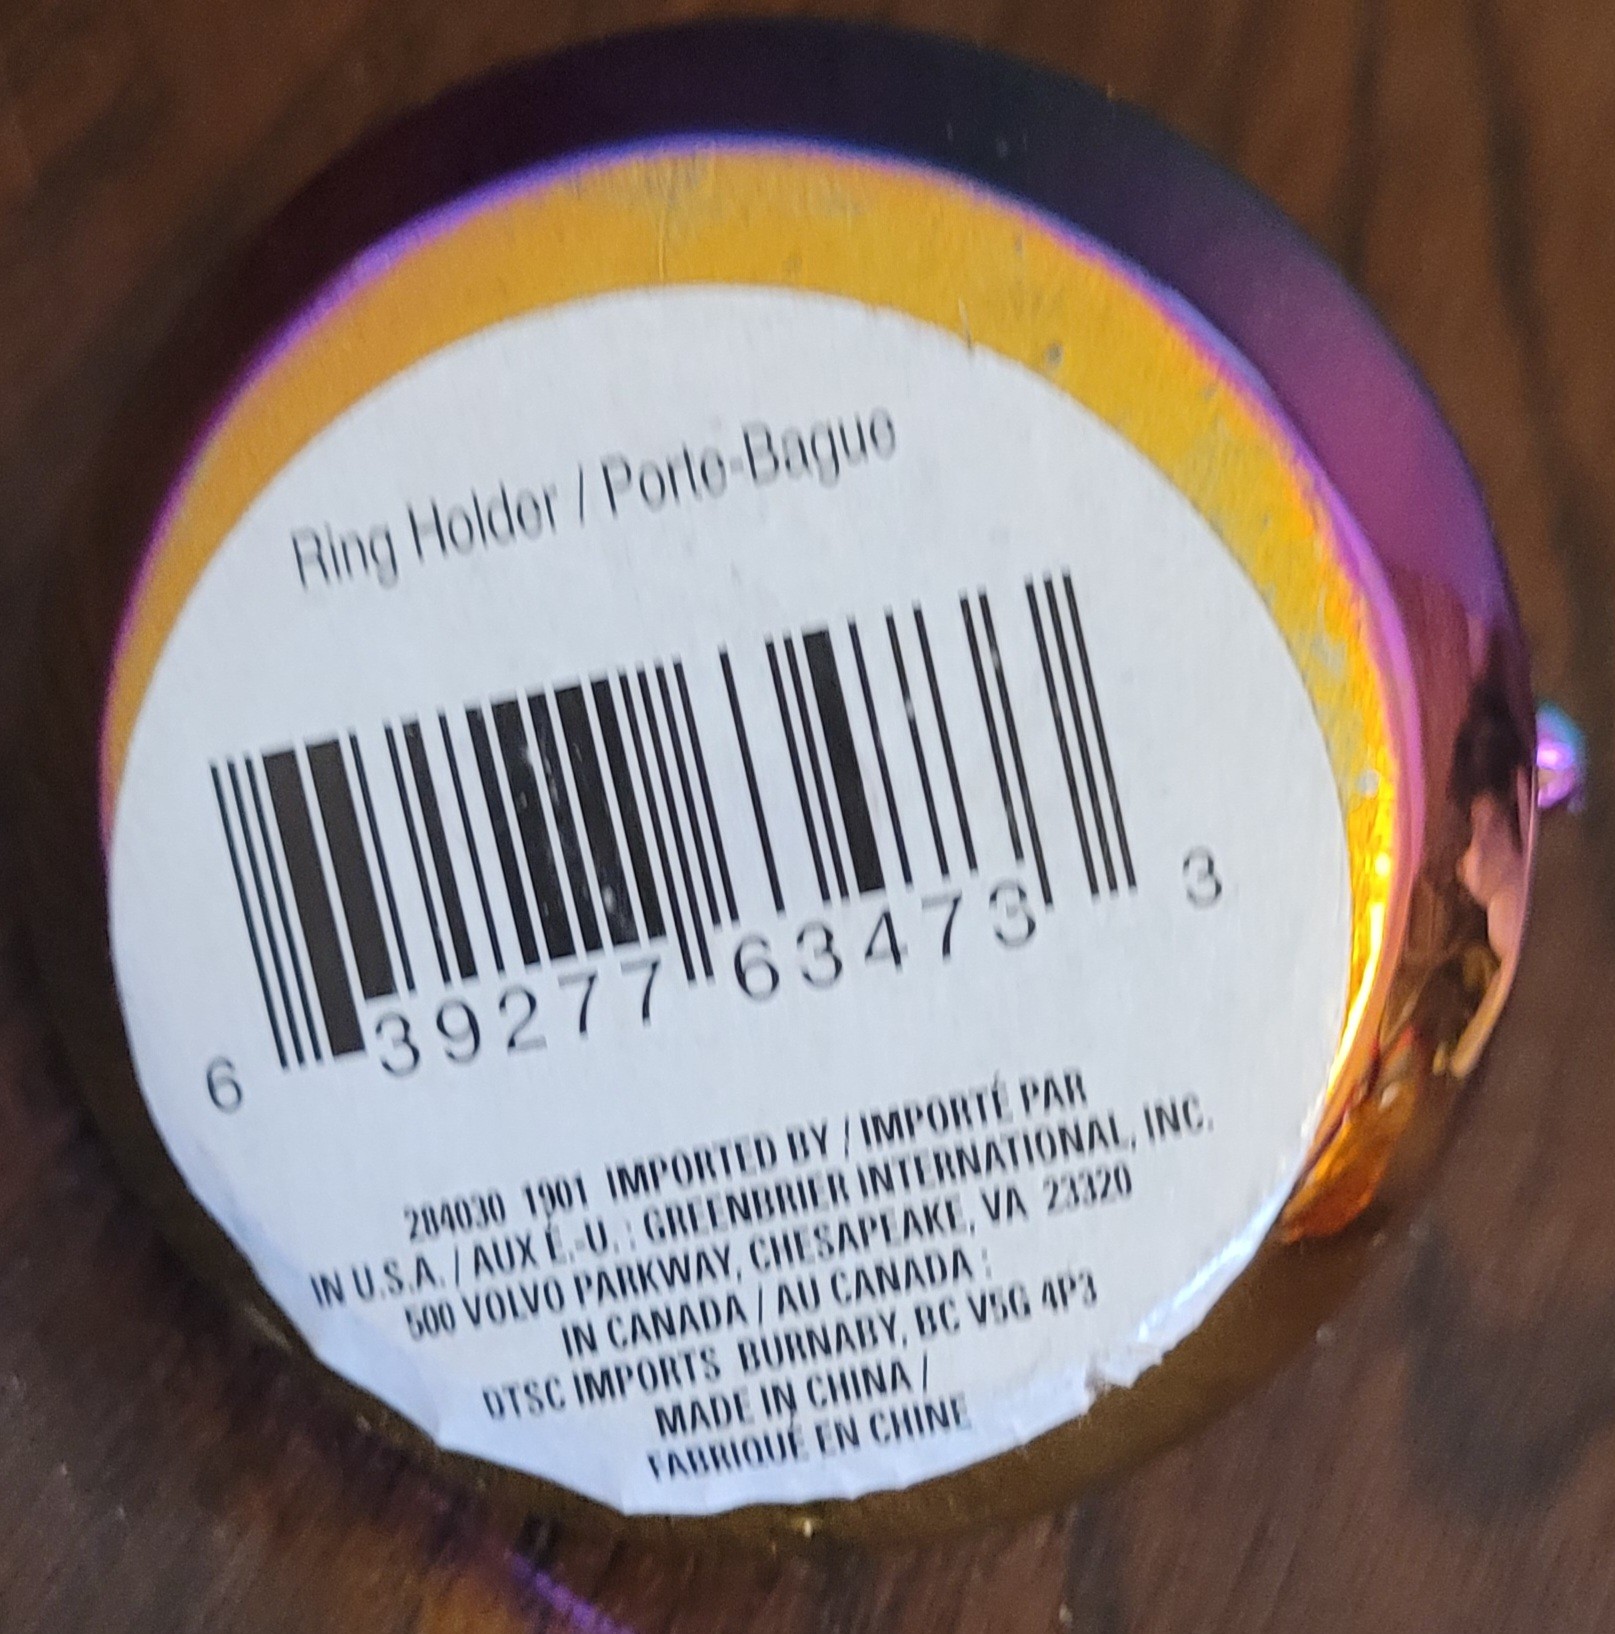 Ring Holder / Porte-Bague
6 39277 63473 3
284030 1901 IMPORTED BY / IMPORTÉ PAR
IN U.S.A. / AUX É.-U. : GREENBRIER INTERNATIONAL, INC.
500 VOLVO PARKWAY, CHESAPEAKE, VA 23320
IN CANADA / AU CANADA :
DTSC IMPORTS BURNABY, BC V5G 4P3
MADE IN CHINA /
FABRIQUÉ EN CHINE